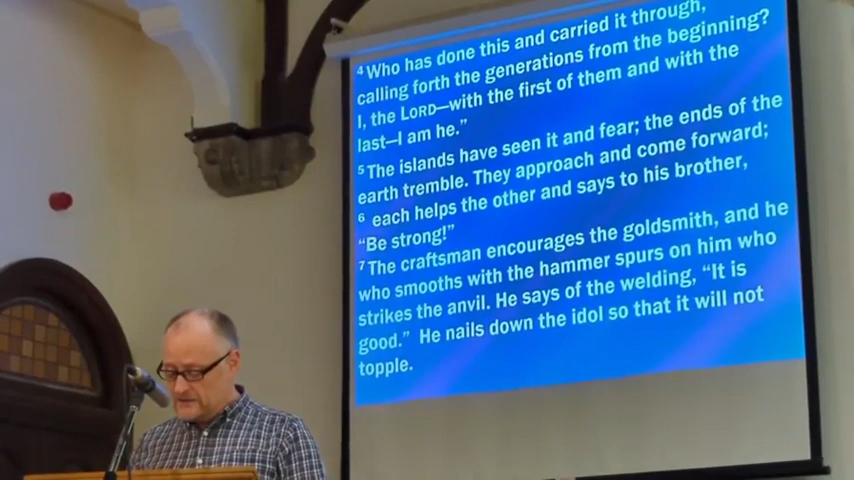 4 Who has done this and carried it through,
calling forth the generations from the beginning?
I, the LORD—with the first of them and with the
last—I am he.”
5 The islands have seen it and fear; the ends of the
earth tremble. They approach and come forward;
6 each helps the other and says to his brother,
“Be strong!”
7 The craftsman encourages the goldsmith, and he
who smooths with the hammer spurs on him who
strikes the anvil. He says of the welding, “It is
good.” He nails down the idol so that it will not
topple.